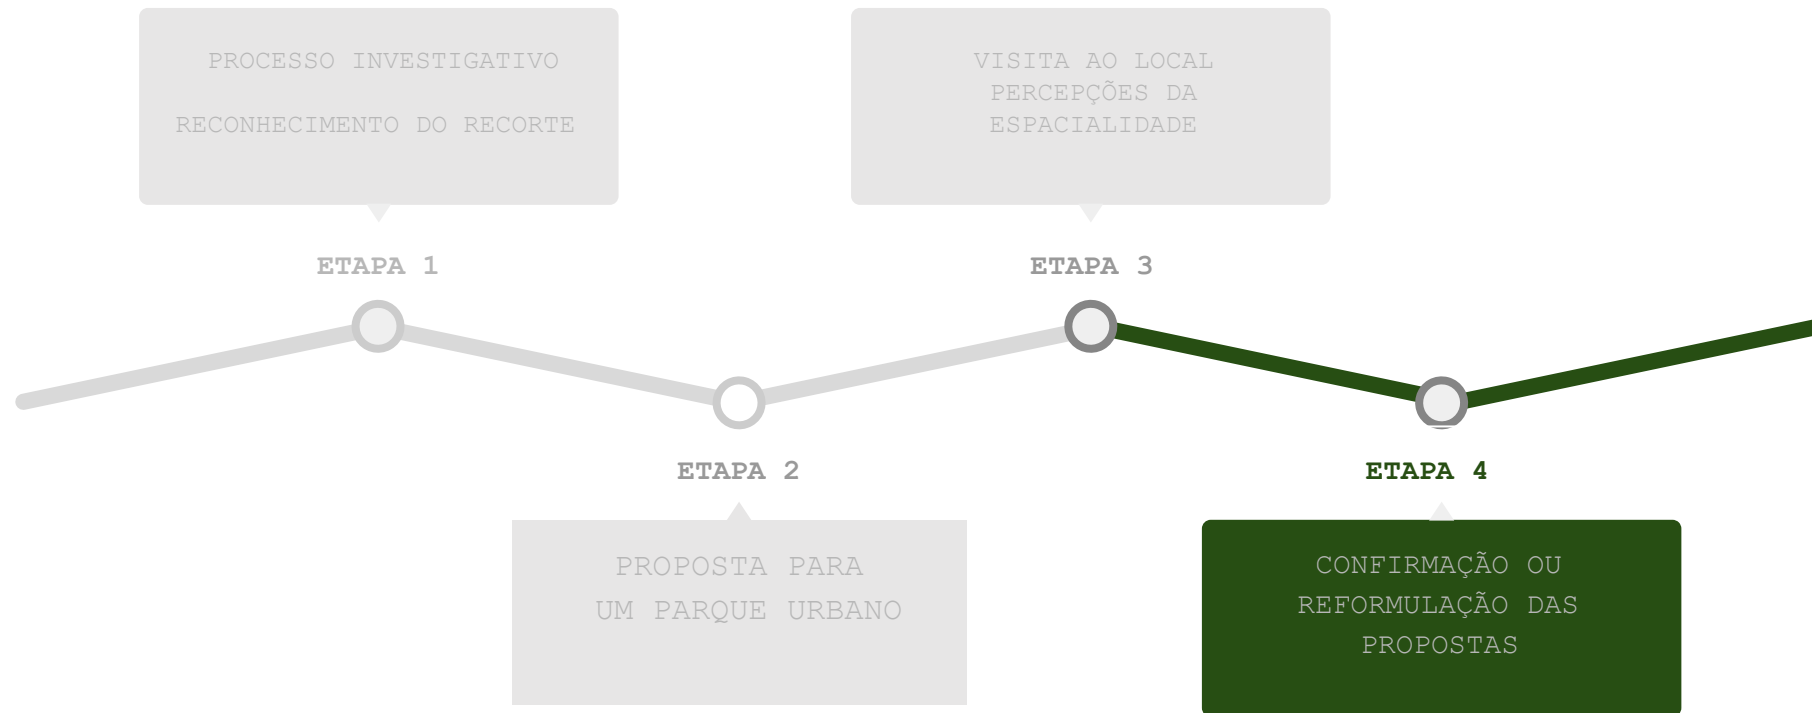 PROCESSO INVESTIGATIVO
RECONHECIMENTO DO RECORTE
ETAPA 1
ETAPA 2
PROPOSTA PARA
UM PARQUE URBANO
VISITA AO LOCAL
PERCEPÇÕES DA
ESPACIALIDADE
ETAPA 3
ETAPA 4
CONFIRMAÇÃO OU
REFORMULAÇÃO DAS
PROPOSTAS